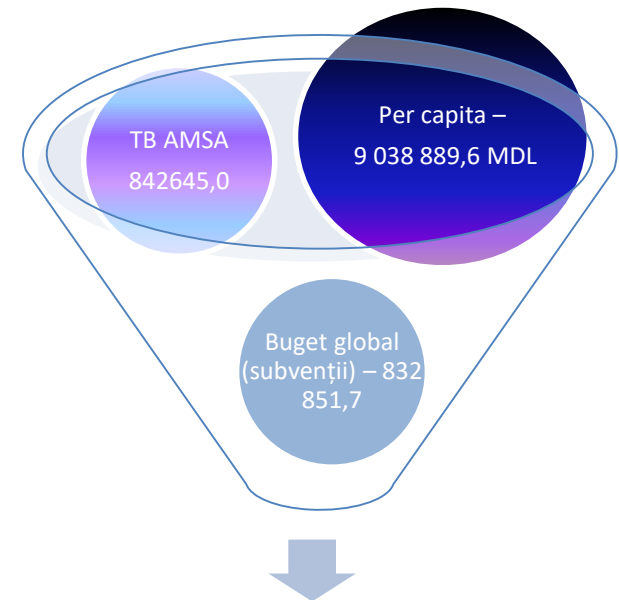 TB AMSA
842645,0
Per capita –
9 038 889,6 MDL
Buget global
(subvenții) – 832
851,7